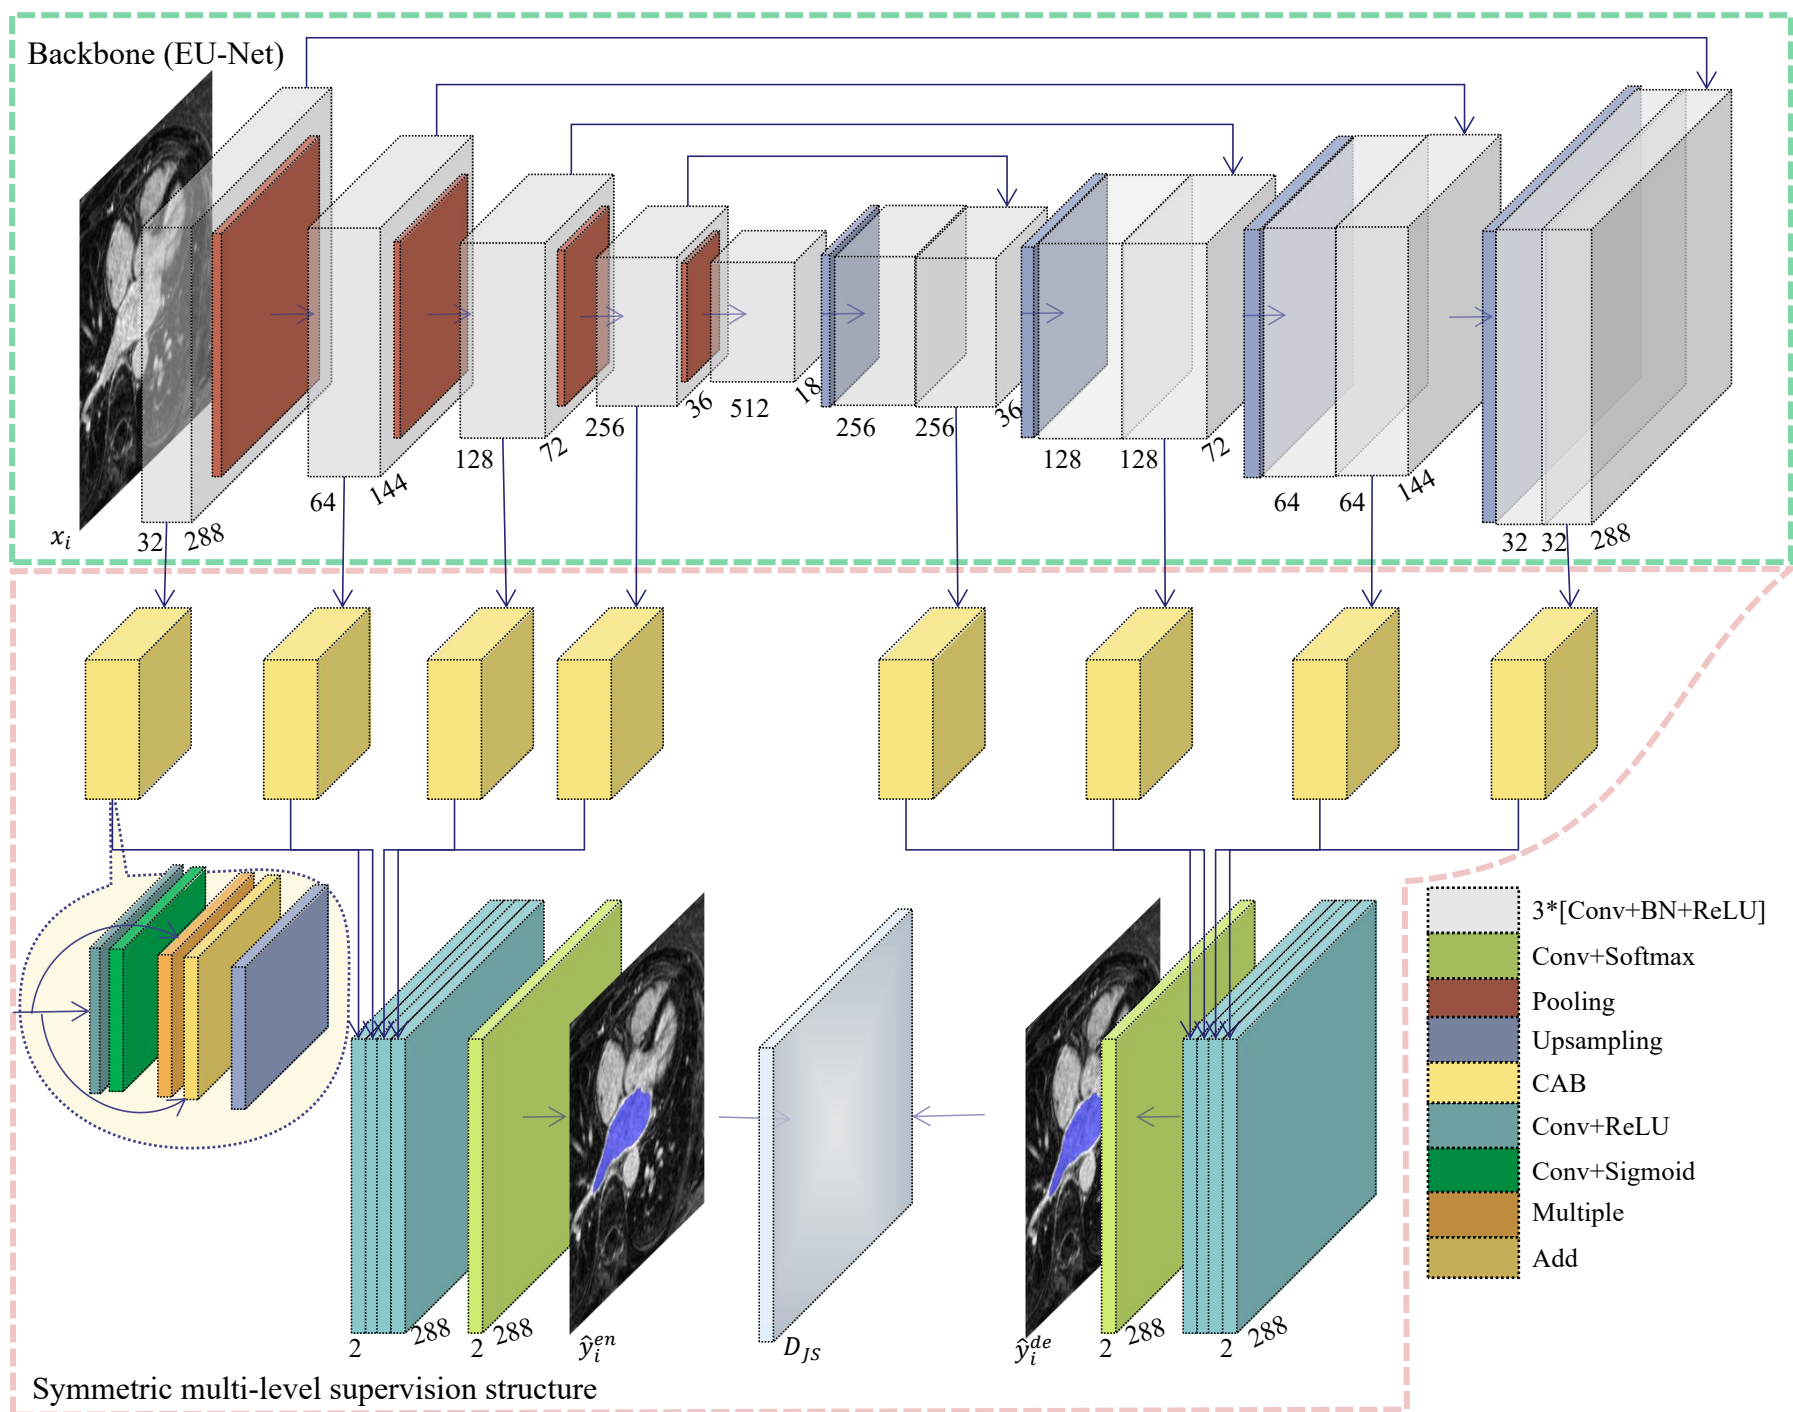 Backbone (EU-Net)
x_i
32 288
64 144
128 72
256 36
512 18
256 256 36
128 128 72
64 64 144
32 32 288
3*[Conv+BN+ReLU]
Conv+Softmax
Pooling
Upsampling
CAB
Conv+ReLU
Conv+Sigmoid
Multiple
Add
2 288
2 288
ŷ_i^{en}
D_{JS}
ŷ_i^{de}
2 288
2 288
Symmetric multi-level supervision structure